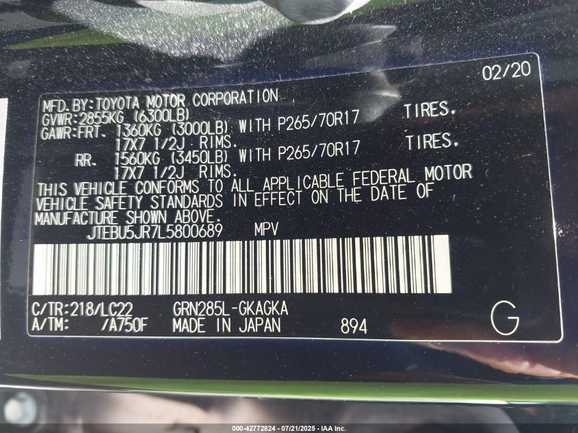 02/20
MFD.BY:TOYOTA MOTOR CORPORATION
GVWR:2855KG (6300LB)
GAWR:FRT. 1360KG (3000LB) WITH P265/70R17 TIRES.
17X7 1/2J RIMS.
RR. 1560KG (3450LB) WITH P265/70R17 TIRES.
17X7 1/2J RIMS.
THIS VEHICLE CONFORMS TO ALL APPLICABLE FEDERAL MOTOR
VEHICLE SAFETY STANDARDS IN EFFECT ON THE DATE OF
MANUFACTURE SHOWN ABOVE.
JTEBU5JR7L5800689 MPV
C/TR:218/LC22 GRN285L-GKAGKA
A/TM: /A750F MADE IN JAPAN 894
G
000-42772824 - 07/21/2025 - IAA Inc.